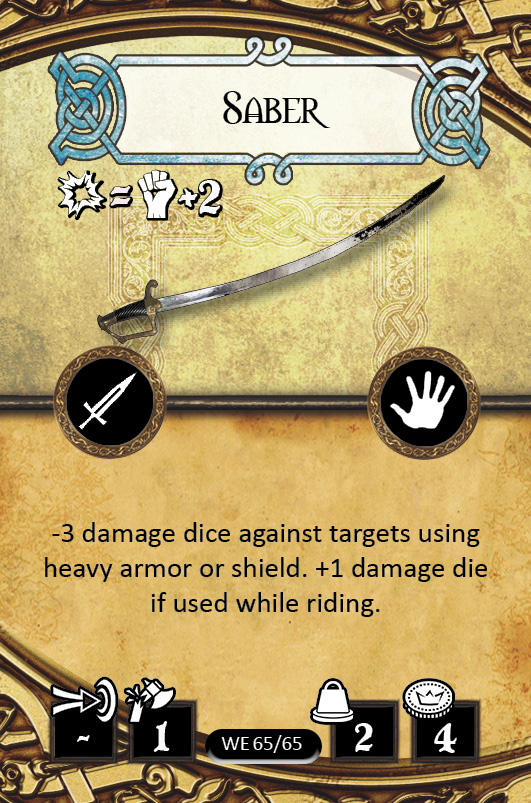 Saber
= +2
-3 damage dice against targets using
heavy armor or shield. +1 damage die
if used while riding.
- 1 WE 65/65 2 4